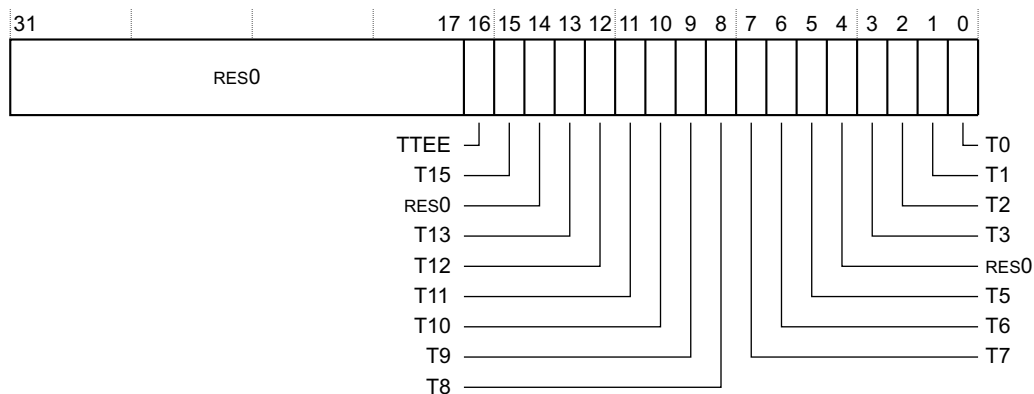 31 17 16 15 14 13 12 11 10 9 8 7 6 5 4 3 2 1 0
RES0
TTEE T0
T15 T1
RES0 T2
T13 T3
T12 RES0
T11 T5
T10 T6
T9 T7
T8